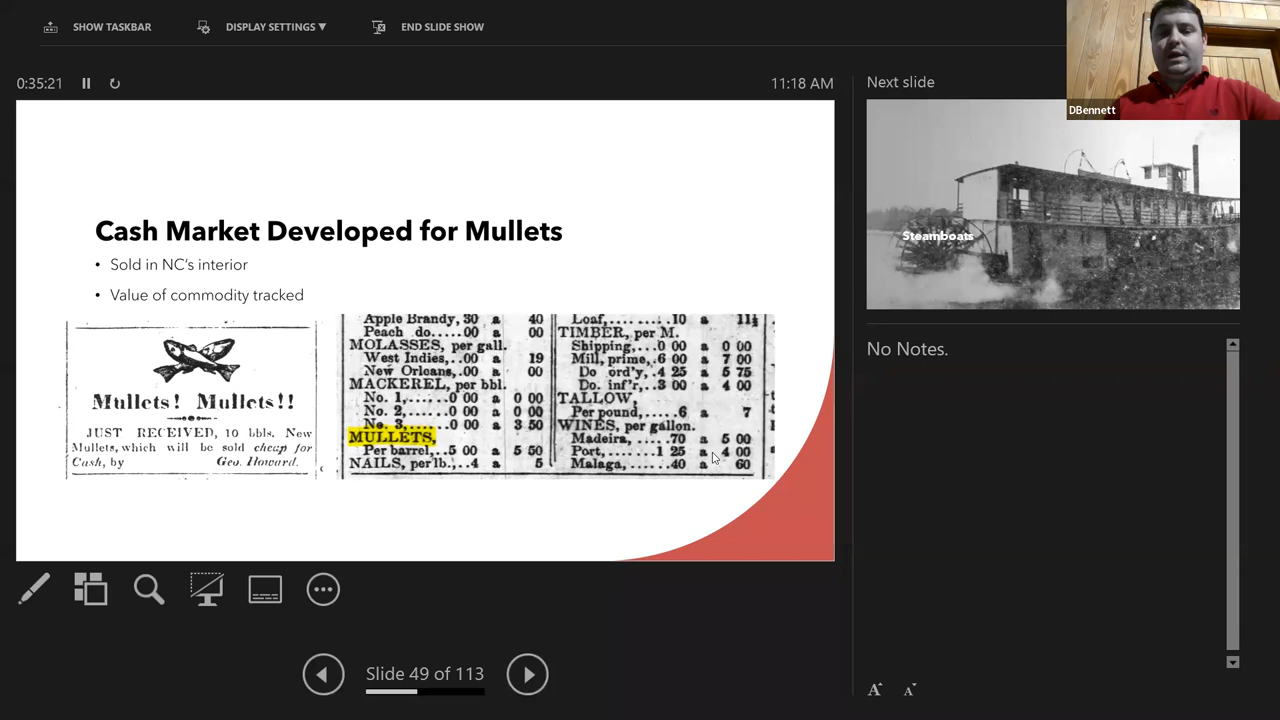 SHOW TASKBAR
DISPLAY SETTINGS ▼
END SLIDE SHOW
DBennett
0:35:21
11:18 AM
Next slide
Steamboats
No Notes.
Cash Market Developed for Mullets
• Sold in NC's interior
• Value of commodity tracked
Mullets! Mullets!!
JUST RECEIVED, 10 bbls. New
Mullets, which will be sold cheap for
Cash, by Geo. Howard.
Apple Brandy, 30 a 40
Peach do.....00 a 00
MOLASSES, per gall.
West Indies,..00 a 19
New Orleans,.00 a 00
MACKEREL, per bbl.
No. 1,......0 00 a 0 00
No. 2,......0 00 a 0 00
No. 3,......0 00 a 3 50
MULLETS,
Per barrel,..5 00 a 5 50
NAILS, per lb.,..4 a 5
Loaf,.......10 a 11½
TIMBER, per M.
Shipping,...0 00 a 0 00
Mill, prime,.6 00 a 7 00
Do ord'y, .4 25 a 5 75
Do. inf'r,..3 00 a 4 00
TALLOW,
Per pound,.....6 a 7
WINES, per gallon.
Madeira, .....70 a 5 00
Port,.......1 25 a 4 00
Malaga,......40 a 60
Slide 49 of 113
A A